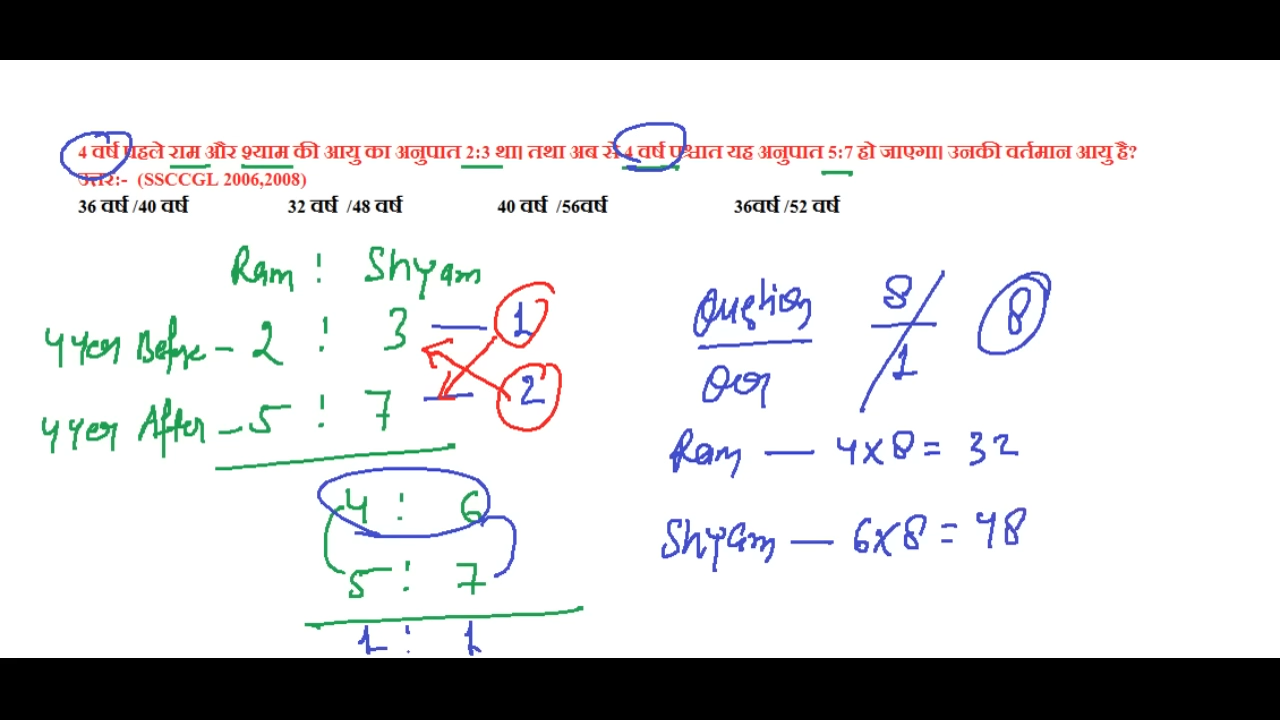 4 वर्ष पहले राम और श्याम की आयु का अनुपात 2:3 था। तथा अब से 4 वर्ष पश्चात यह अनुपात 5:7 हो जाएगा। उनकी वर्तमान आयु है?
उत्तर:- (SSCCGL 2006,2008)
36 वर्ष /40 वर्ष 32 वर्ष /48 वर्ष 40 वर्ष /56वर्ष 36वर्ष /52 वर्ष
Ram : Shyam
4 yer Before - 2 : 3 — 1
4 yer After - 5 : 7 — 2
4 : 6
5 : 7
1 : 1
Question 8 8
our 1
Ram — 4x8 = 32
Shyam — 6x8 = 48